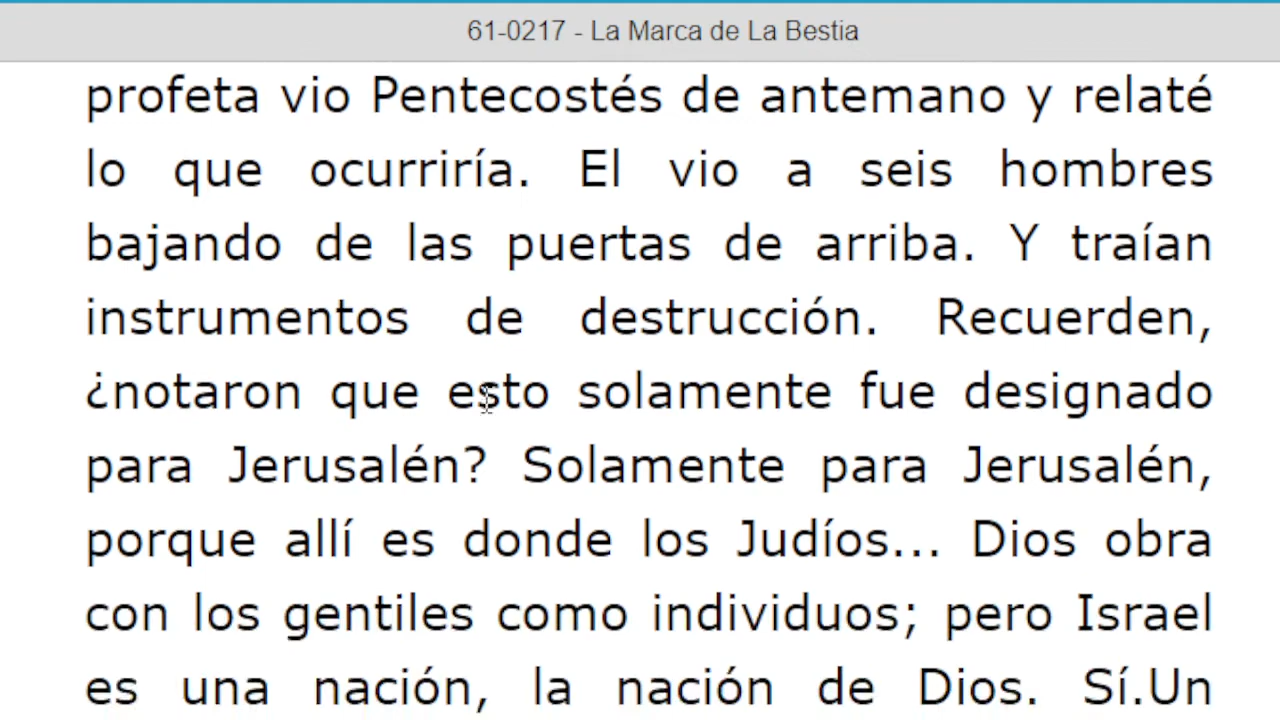 61-0217 - La Marca de La Bestia
profeta vio Pentecostés de antemano y relaté
lo que ocurriría. El vio a seis hombres
bajando de las puertas de arriba. Y traían
instrumentos de destrucción. Recuerden,
¿notaron que esto solamente fue designado
para Jerusalén? Solamente para Jerusalén,
porque allí es donde los Judíos... Dios obra
con los gentiles como individuos; pero Israel
es una nación, la nación de Dios. Sí.Un